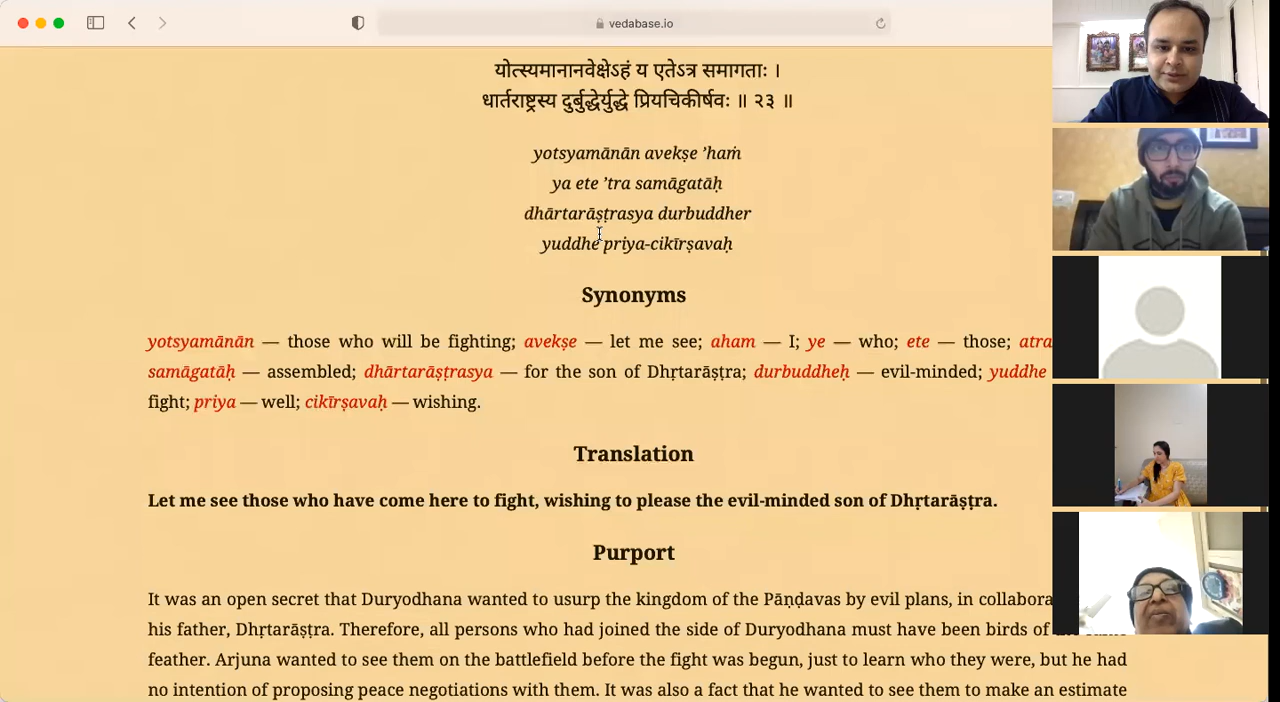 vedabase.io
योत्स्यमानानवेक्षेऽहं य एतेऽत्र समागताः ।
धार्तराष्ट्रस्य दुर्बुद्धेर्युद्धे प्रियचिकीर्षवः ॥ २३ ॥
yotsyamānān avekṣe ’haṁ
ya ete ’tra samāgatāḥ
dhārtarāṣṭrasya durbuddher
yuddhe priya-cikīrṣavaḥ
Synonyms
yotsyamānān — those who will be fighting; avekṣe — let me see; aham — I; ye — who; ete — those; atra
samāgatāḥ — assembled; dhārtarāṣṭrasya — for the son of Dhṛtarāṣṭra; durbuddheḥ — evil-minded; yuddhe
fight; priya — well; cikīrṣavaḥ — wishing.
Translation
Let me see those who have come here to fight, wishing to please the evil-minded son of Dhṛtarāṣṭra.
Purport
It was an open secret that Duryodhana wanted to usurp the kingdom of the Pāṇḍavas by evil plans, in
his father, Dhṛtarāṣṭra. Therefore, all persons who had joined the side of Duryodhana must have been birds of
feather. Arjuna wanted to see them on the battlefield before the fight was begun, just to learn who they were, but he had
no intention of proposing peace negotiations with them. It was also a fact that he wanted to see them to make an estimate